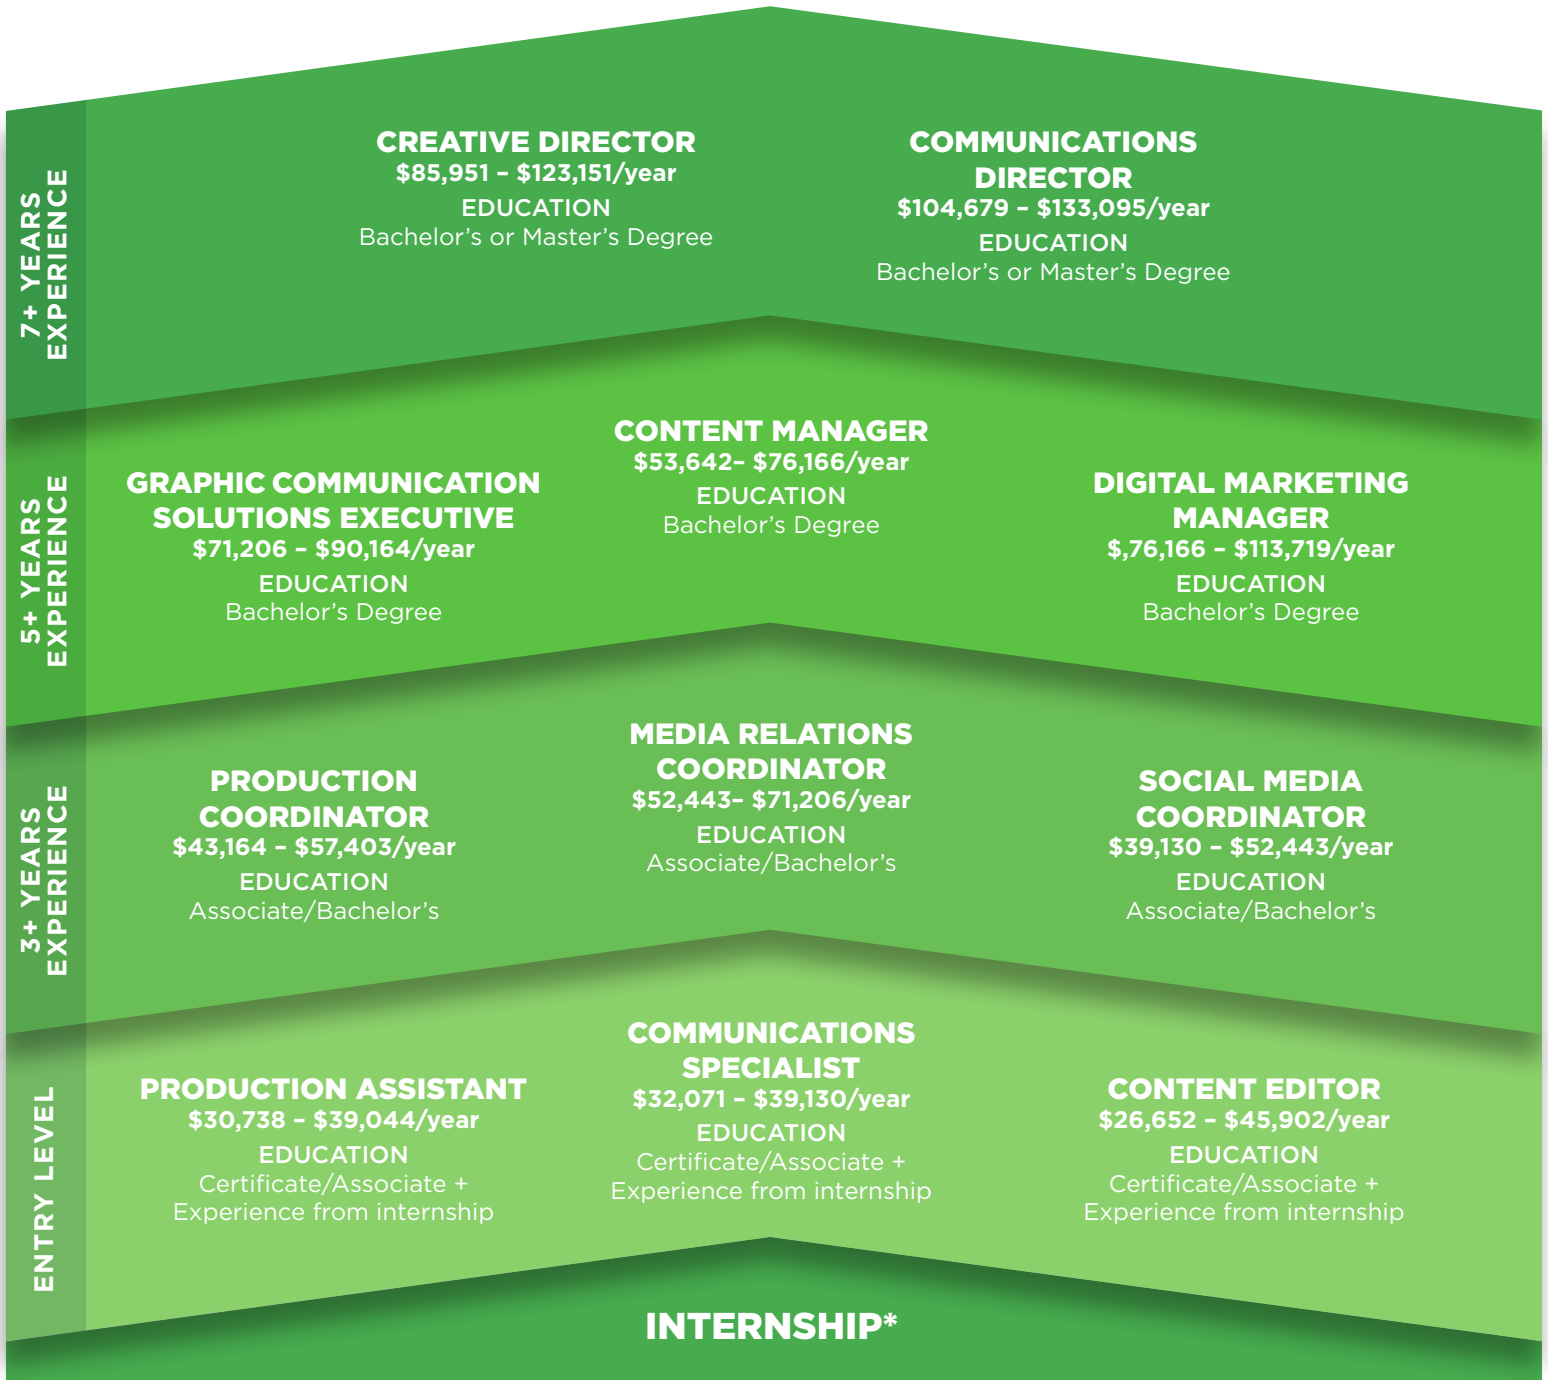 7+ YEARS
EXPERIENCE
CREATIVE DIRECTOR
$85,951 – $123,151/year
EDUCATION
Bachelor’s or Master’s Degree
COMMUNICATIONS
DIRECTOR
$104,679 – $133,095/year
EDUCATION
Bachelor’s or Master’s Degree
5+ YEARS
EXPERIENCE
GRAPHIC COMMUNICATION
SOLUTIONS EXECUTIVE
$71,206 – $90,164/year
EDUCATION
Bachelor’s Degree
CONTENT MANAGER
$53,642– $76,166/year
EDUCATION
Bachelor’s Degree
DIGITAL MARKETING
MANAGER
$,76,166 – $113,719/year
EDUCATION
Bachelor’s Degree
3+ YEARS
EXPERIENCE
PRODUCTION
COORDINATOR
$43,164 – $57,403/year
EDUCATION
Associate/Bachelor’s
MEDIA RELATIONS
COORDINATOR
$52,443– $71,206/year
EDUCATION
Associate/Bachelor’s
SOCIAL MEDIA
COORDINATOR
$39,130 – $52,443/year
EDUCATION
Associate/Bachelor’s
ENTRY LEVEL
PRODUCTION ASSISTANT
$30,738 – $39,044/year
EDUCATION
Certificate/Associate +
Experience from internship
COMMUNICATIONS
SPECIALIST
$32,071 – $39,130/year
EDUCATION
Certificate/Associate +
Experience from internship
CONTENT EDITOR
$26,652 – $45,902/year
EDUCATION
Certificate/Associate +
Experience from internship
INTERNSHIP*